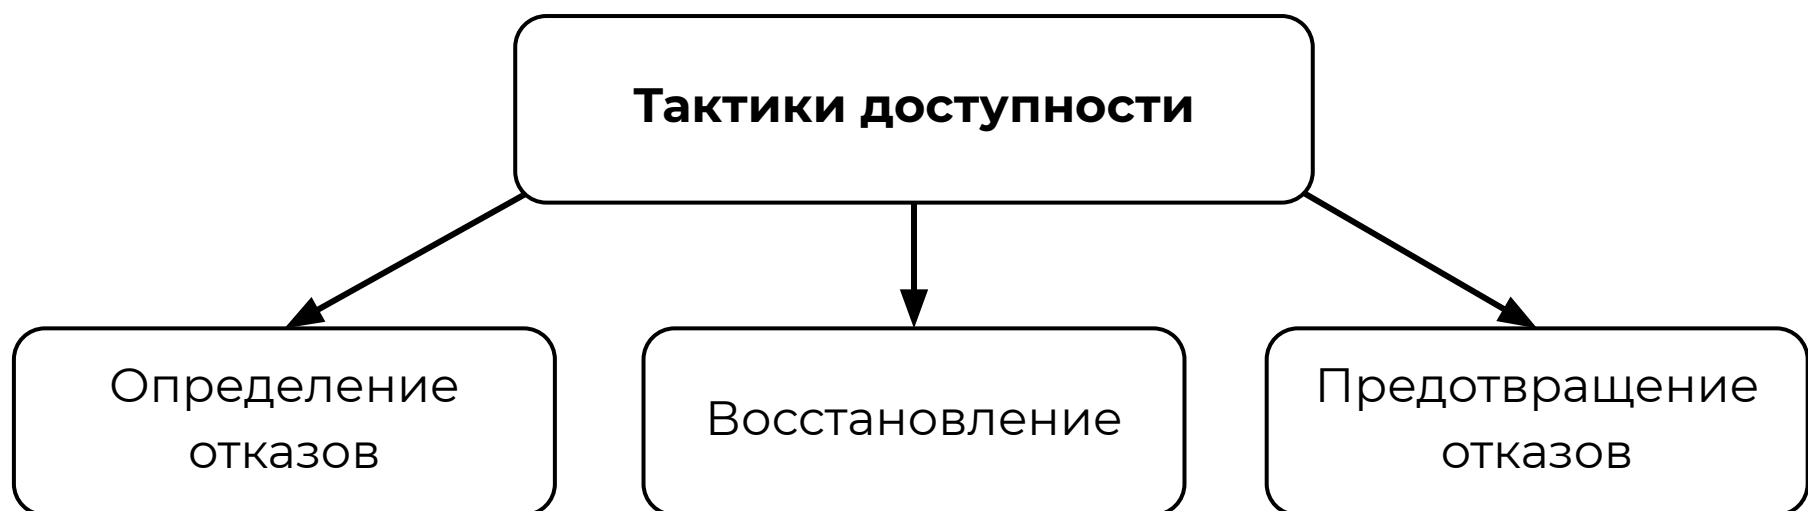 Тактики доступности
Определение
отказов
Восстановление
Предотвращение
отказов